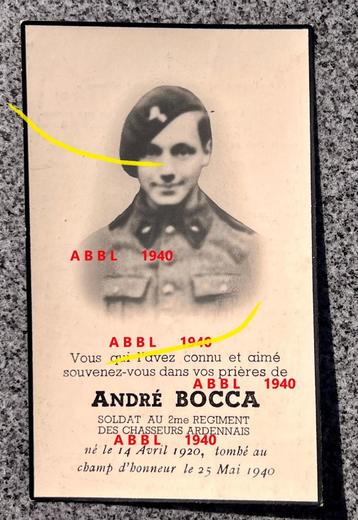 ABBL 1940
ABBL 1940
Vous qui l'avez connu et aimé
souvenez-vous dans vos prières de
ABBL 1940
ANDRÉ BOCCA
SOLDAT AU 2me REGIMENT
DES CHASSEURS ARDENNAIS
ABBL 1940
né le 14 Avril 1920, tombé au
champ d'honneur le 25 Mai 1940